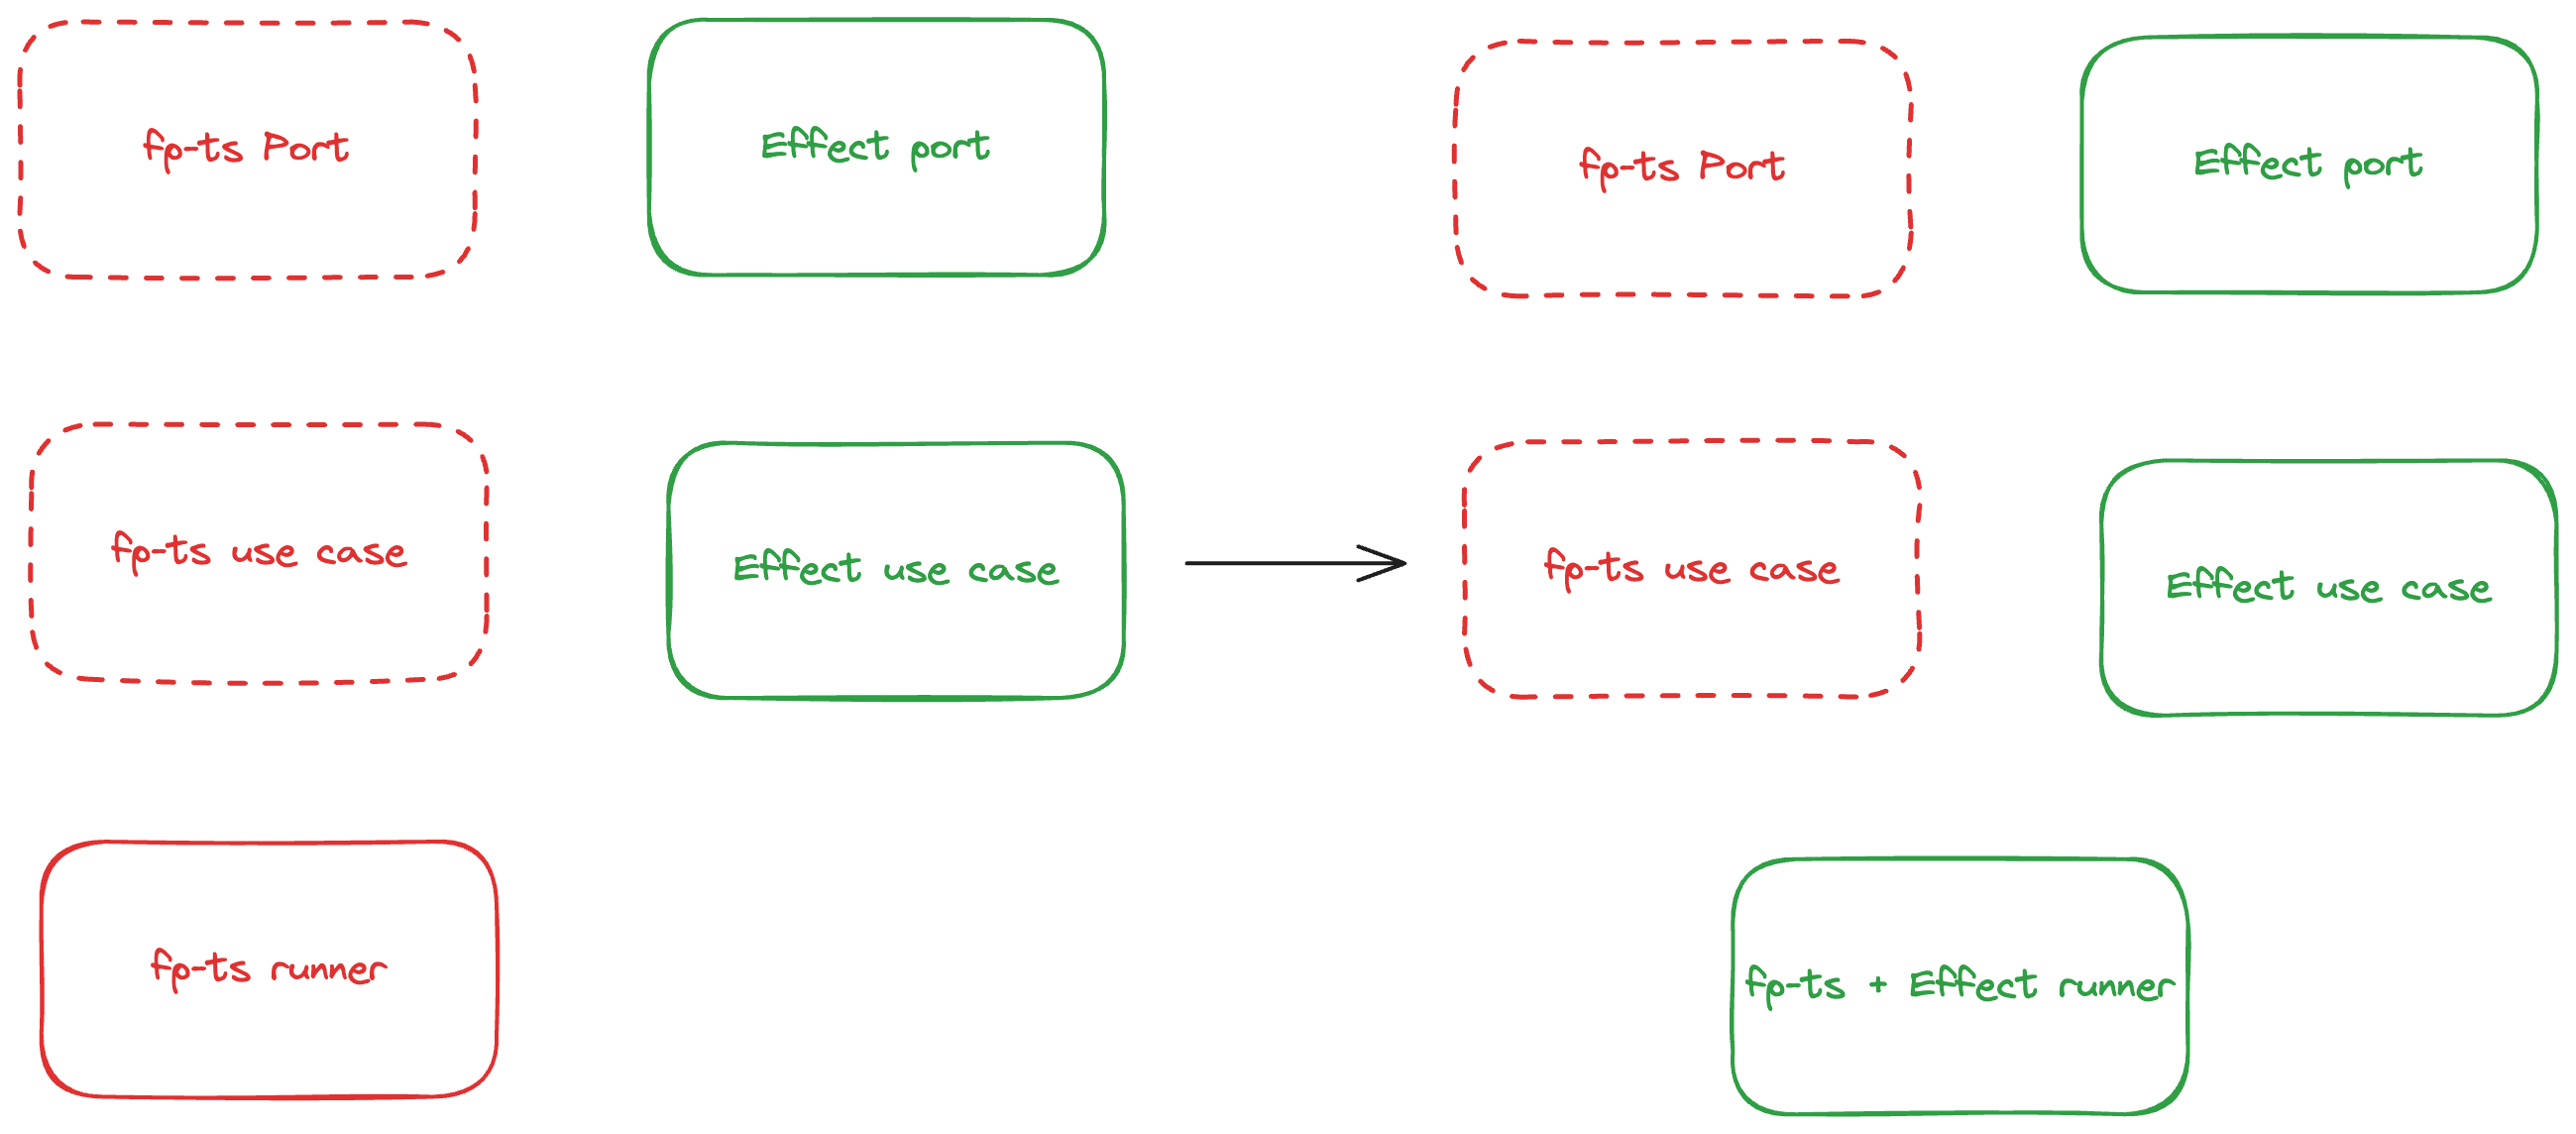 fp-ts Port
Effect port
fp-ts use case
Effect use case
fp-ts runner
fp-ts Port
Effect port
fp-ts use case
Effect use case
fp-ts + Effect runner